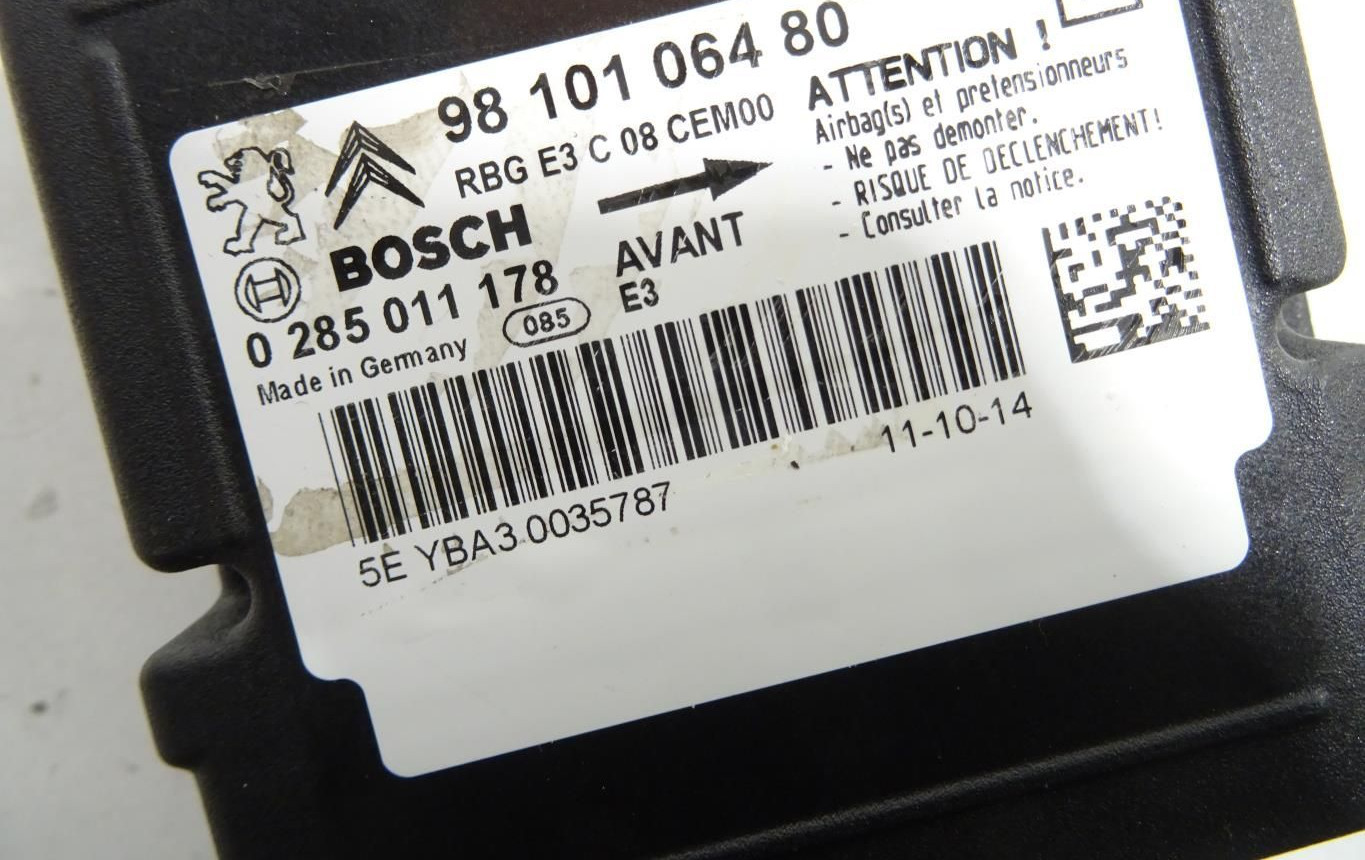 98 101 064 80
RBG E3 C 08 CEM00
BOSCH
0 285 011 178
Made in Germany
085
AVANT
E3
ATTENTION !
Airbag(s) et pretensionneurs
- Ne pas demonter.
- RISQUE DE DECLENCHEMENT!
- Consulter la notice.
11-10-14
5E YBA3 0035787